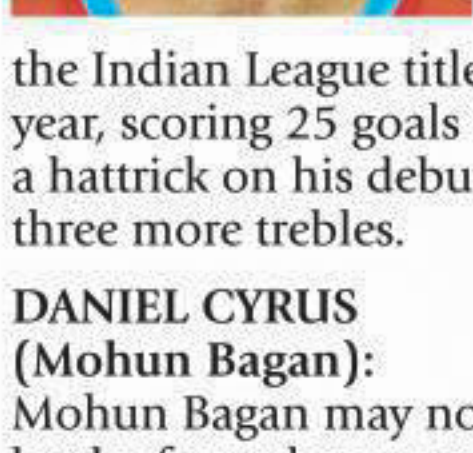 the Indian League title
year, scoring 25 goals
a hattrick on his debu
three more trebles.
DANIEL CYRUS
(Mohun Bagan):
Mohun Bagan may no